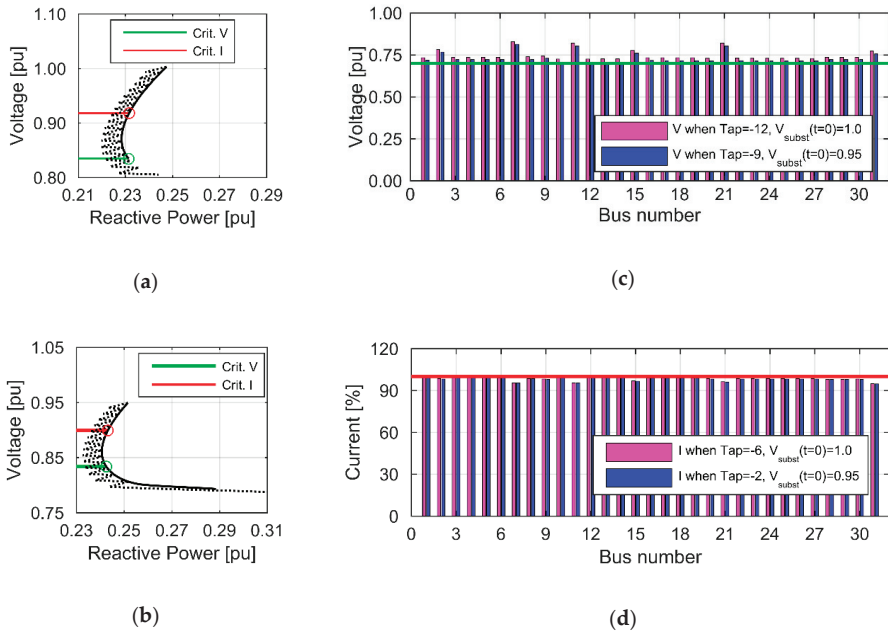 (a)
Crit. V
Crit. I
Voltage [pu]
1.00
0.90
0.80
0.21 0.23 0.25 0.27 0.29
Reactive Power [pu]
(c)
Voltage [pu]
1.00
0.75
0.50
0.25
0.00
V when Tap=-12, Vsubst(t=0)=1.0
V when Tap=-9, Vsubst(t=0)=0.95
0 3 6 9 12 15 18 21 24 27 30
Bus number
(b)
Crit. V
Crit. I
Voltage [pu]
1.05
0.95
0.85
0.75
0.23 0.25 0.27 0.29 0.31
Reactive Power [pu]
(d)
Current [%]
120
90
60
30
0
I when Tap=-6, Vsubst(t=0)=1.0
I when Tap=-2, Vsubst(t=0)=0.95
0 3 6 9 12 15 18 21 24 27 30
Bus number